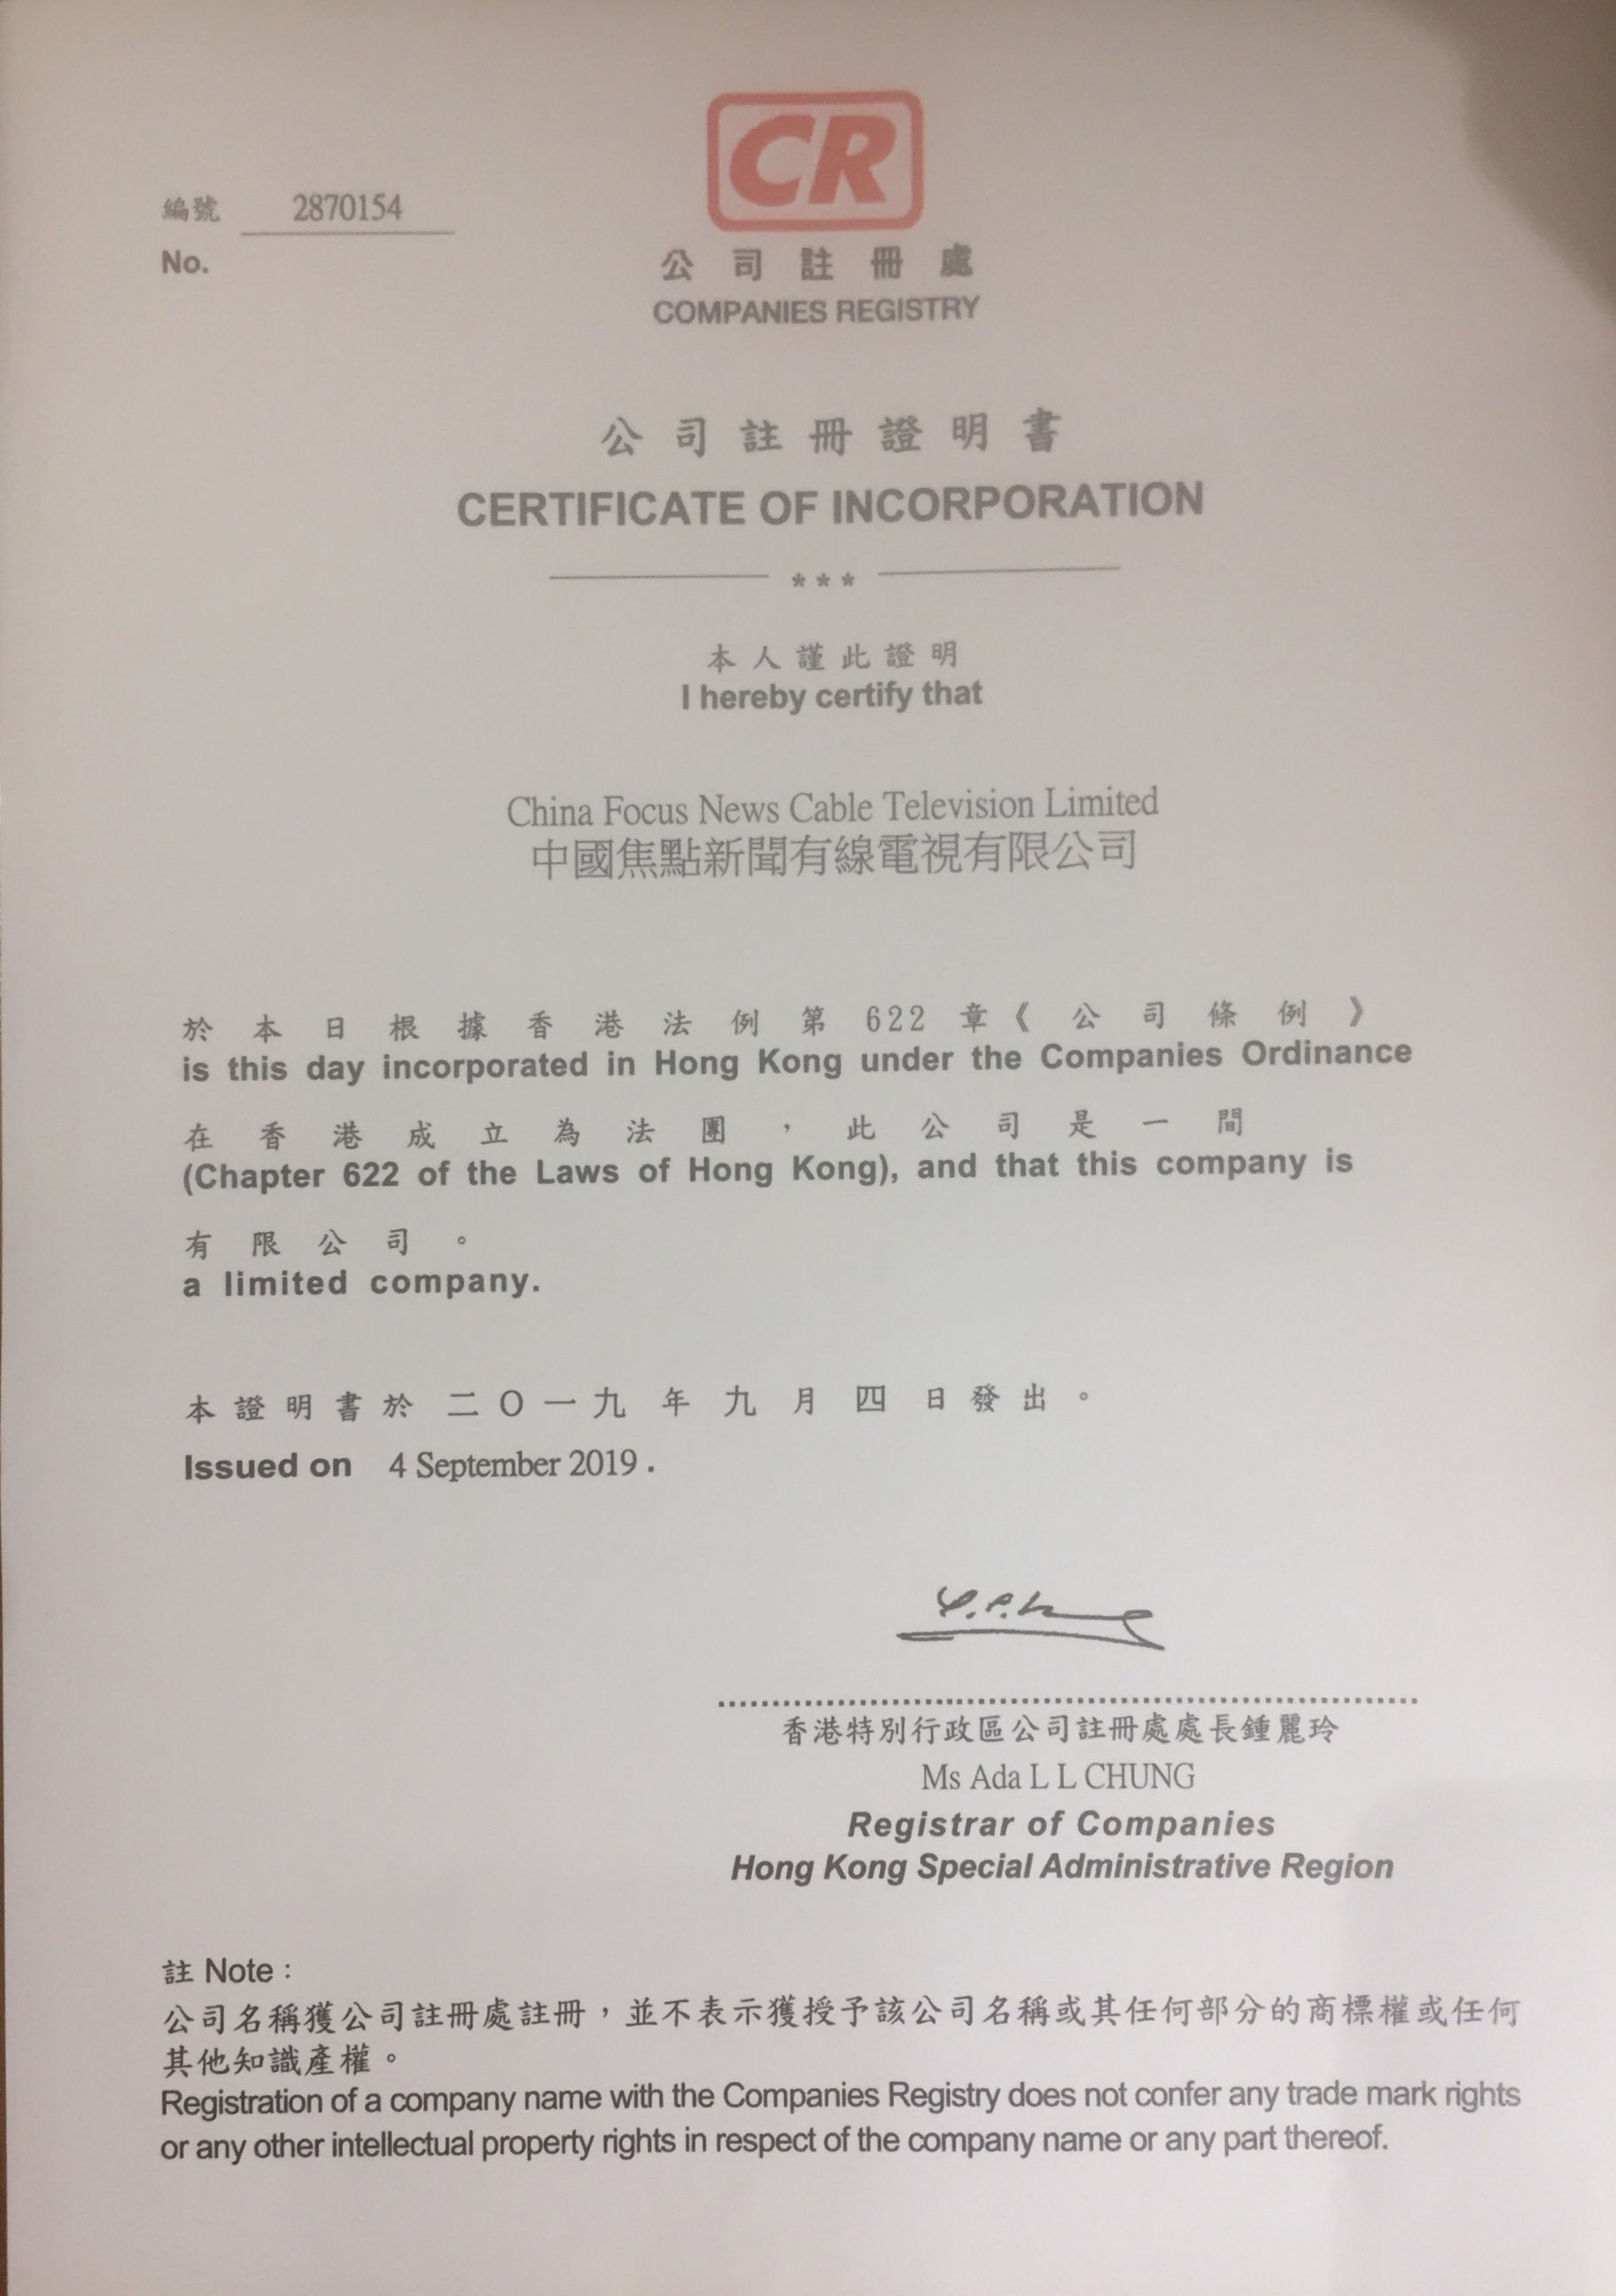 CR
編號 2870154
No.
公司註冊處
COMPANIES REGISTRY
公司註冊證明書
CERTIFICATE OF INCORPORATION
***
本人謹此證明
I hereby certify that
China Focus News Cable Television Limited
中國焦點新聞有線電視有限公司
於本日根據香港法例第622章《公司條例》
is this day incorporated in Hong Kong under the Companies Ordinance
在香港成立為法團，此公司是一間
(Chapter 622 of the Laws of Hong Kong), and that this company is
有限公司。
a limited company.
本證明書於二〇一九年九月四日發出。
Issued on 4 September 2019 .
香港特別行政區公司註冊處處長鍾麗玲
Ms Ada L L CHUNG
Registrar of Companies
Hong Kong Special Administrative Region
註 Note :
公司名稱獲公司註冊處註冊，並不表示獲授予該公司名稱或其任何部分的商標權或任何
其他知識產權。
Registration of a company name with the Companies Registry does not confer any trade mark rights
or any other intellectual property rights in respect of the company name or any part thereof.